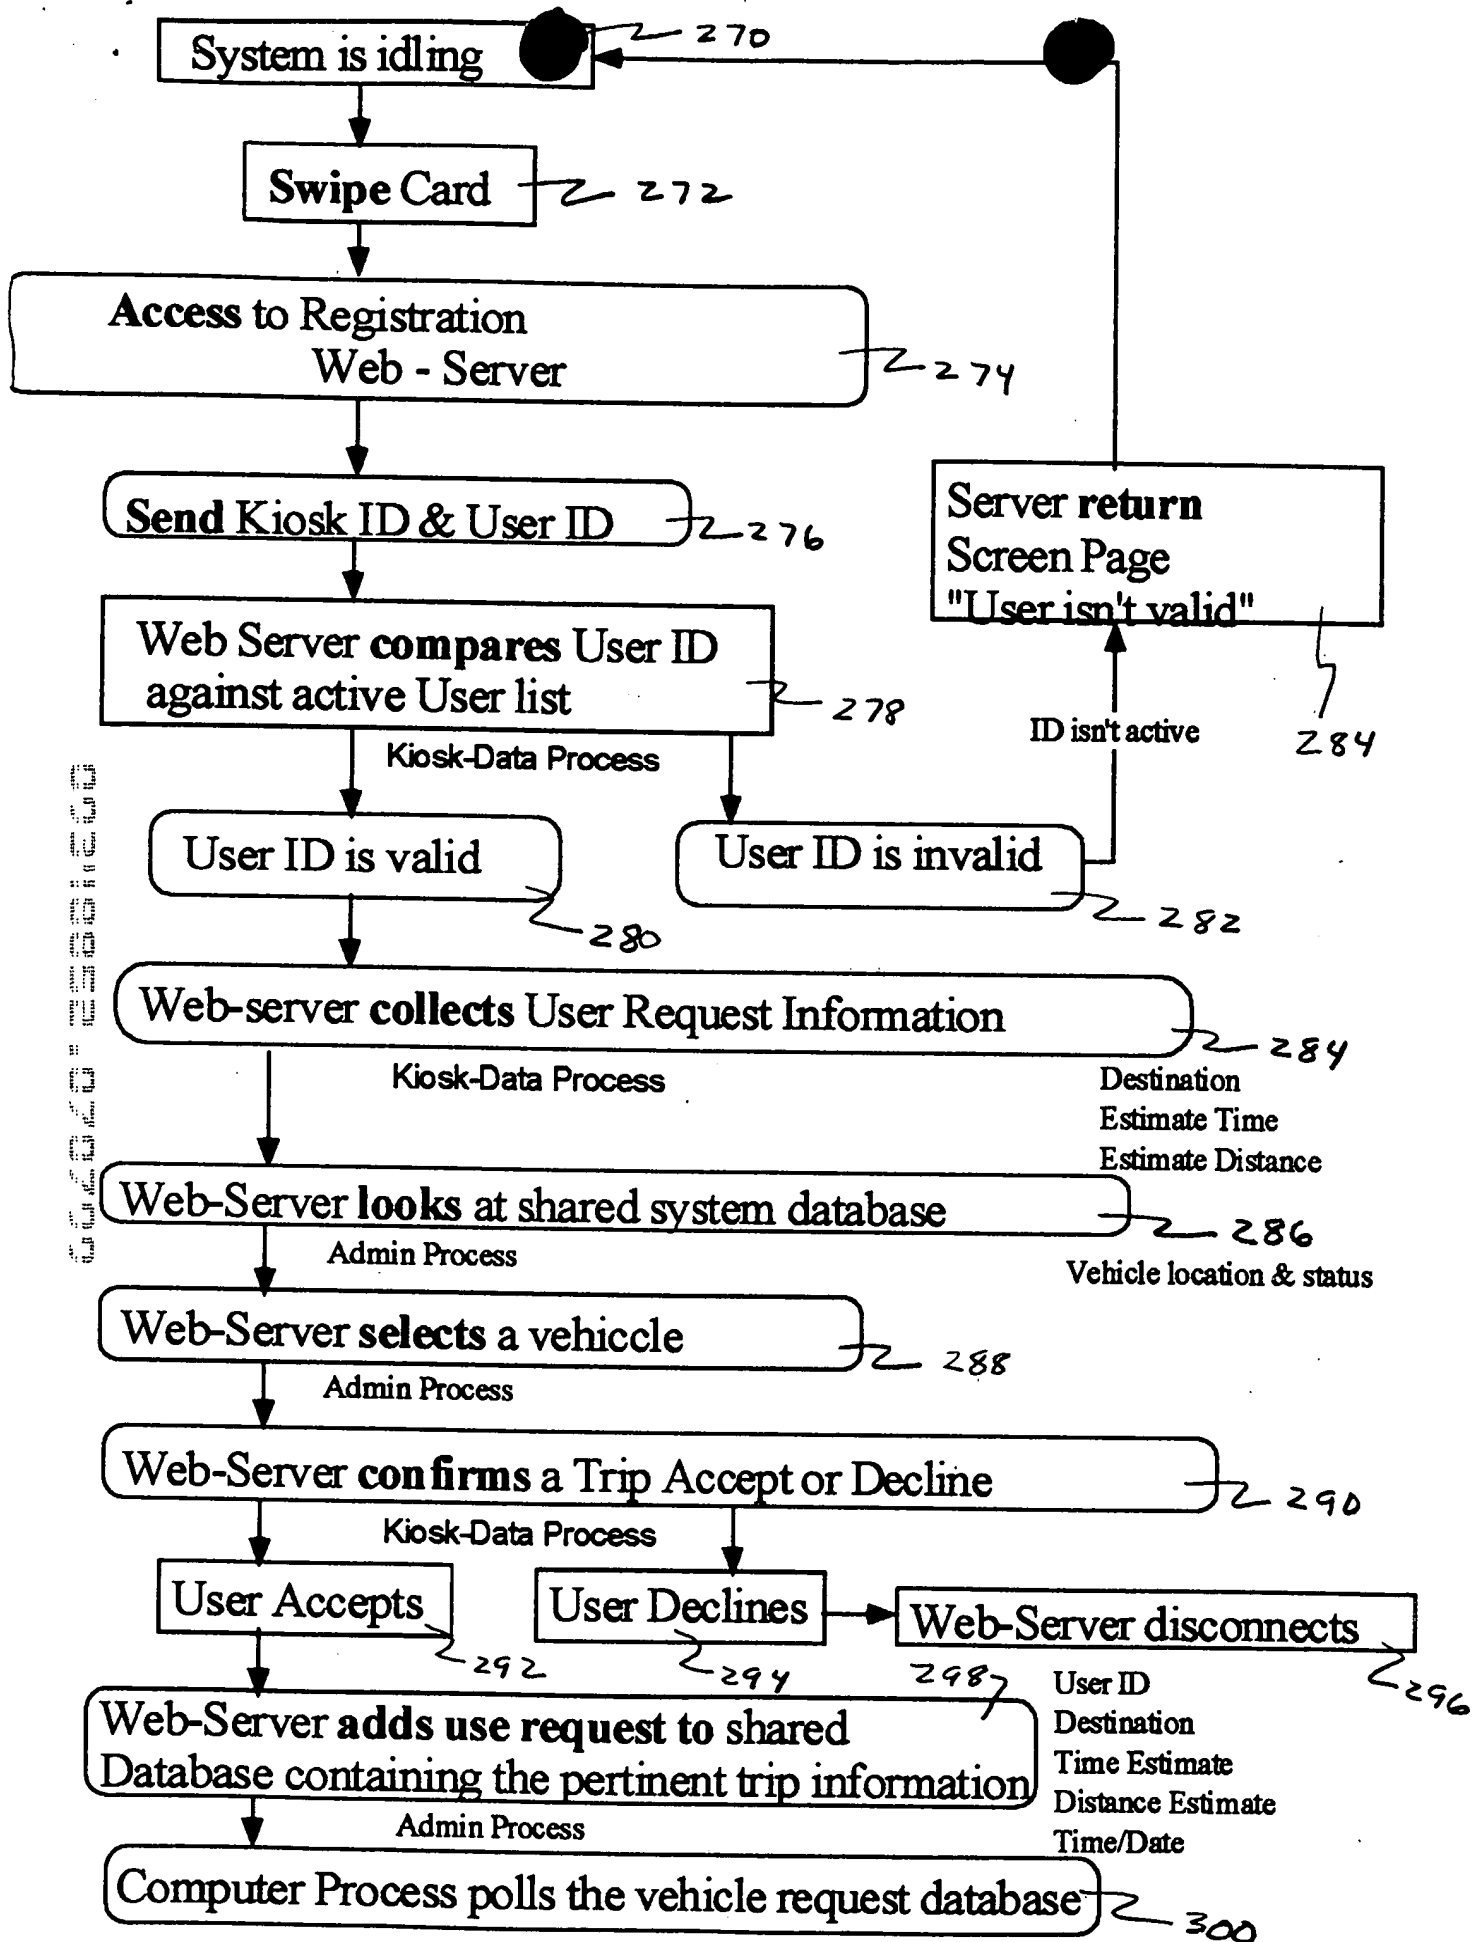 System is idling
270
Swipe Card
272
Access to Registration
Web - Server
274
Send Kiosk ID & User ID
276
Server return
Screen Page
"User isn't valid"
284
Web Server compares User ID
against active User list
278
ID isn't active
Kiosk-Data Process
User ID is valid
280
User ID is invalid
282
Web-server collects User Request Information
284
Kiosk-Data Process
Destination
Estimate Time
Estimate Distance
Web-Server looks at shared system database
286
Admin Process
Vehicle location & status
Web-Server selects a vehiccle
288
Admin Process
Web-Server confirms a Trip Accept or Decline
290
Kiosk-Data Process
User Accepts
292
User Declines
294
Web-Server disconnects
296
298
Web-Server adds use request to shared
Database containing the pertinent trip information
User ID
Destination
Time Estimate
Distance Estimate
Time/Date
Admin Process
Computer Process polls the vehicle request database
300